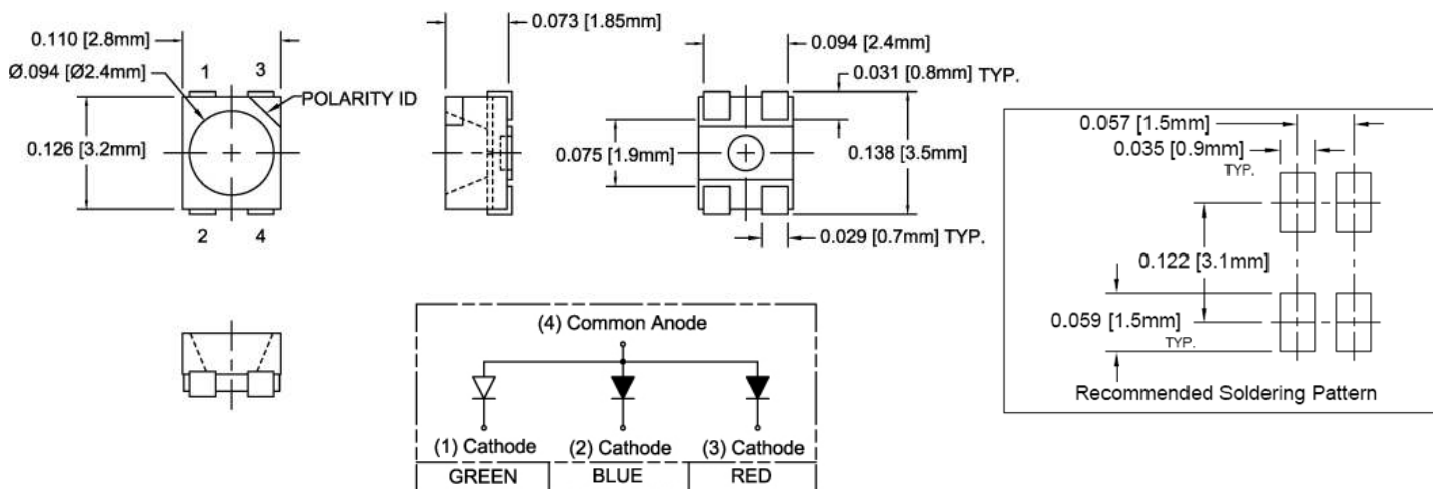 0.110 [2.8mm]
Ø.094 [Ø2.4mm]
1
3
POLARITY ID
0.126 [3.2mm]
2
4
0.073 [1.85mm]
0.094 [2.4mm]
0.031 [0.8mm] TYP.
0.075 [1.9mm]
0.138 [3.5mm]
0.029 [0.7mm] TYP.
0.057 [1.5mm]
0.035 [0.9mm]
TYP.
0.122 [3.1mm]
0.059 [1.5mm]
TYP.
Recommended Soldering Pattern
(4) Common Anode
(1) Cathode
(2) Cathode
(3) Cathode
GREEN
BLUE
RED